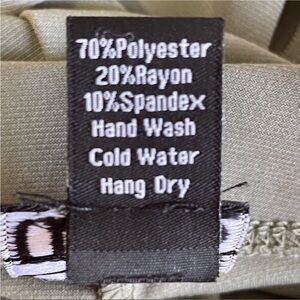 70%Polyester
20%Rayon
10%Spandex
Hand Wash
Cold Water
Hang Dry